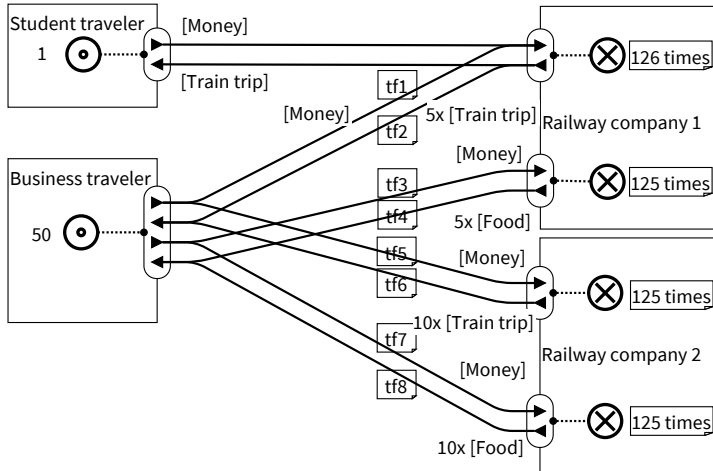 Student traveler
1
[Money]
[Train trip]
126 times
tf1
[Money]
5x [Train trip]
tf2
Railway company 1
Business traveler
50
[Money]
tf3
125 times
tf4
5x [Food]
tf5
[Money]
tf6
125 times
10x [Train trip]
tf7
Railway company 2
[Money]
tf8
125 times
10x [Food]